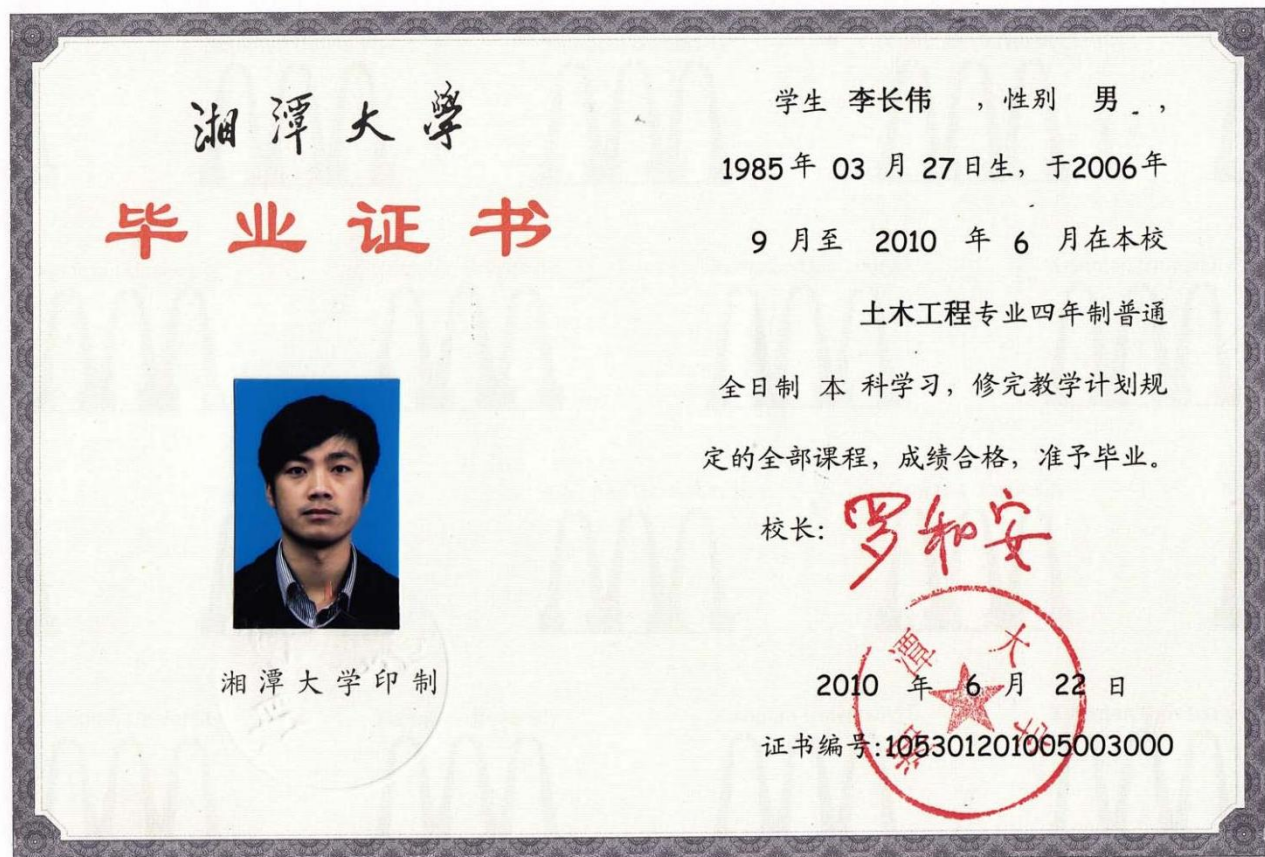 湘潭大學
毕业证书
湘潭大学印制
学生 李长伟 ，性别 男 ，
1985年 03 月 27日生，于2006年
9 月至 2010 年 6 月在本校
土木工程专业四年制普通
全日制 本 科学习，修完教学计划规
定的全部课程，成绩合格，准予毕业。
校长：罗和安
湘潭大学
2010 年 6 月 22 日
证书编号:105301201005003000